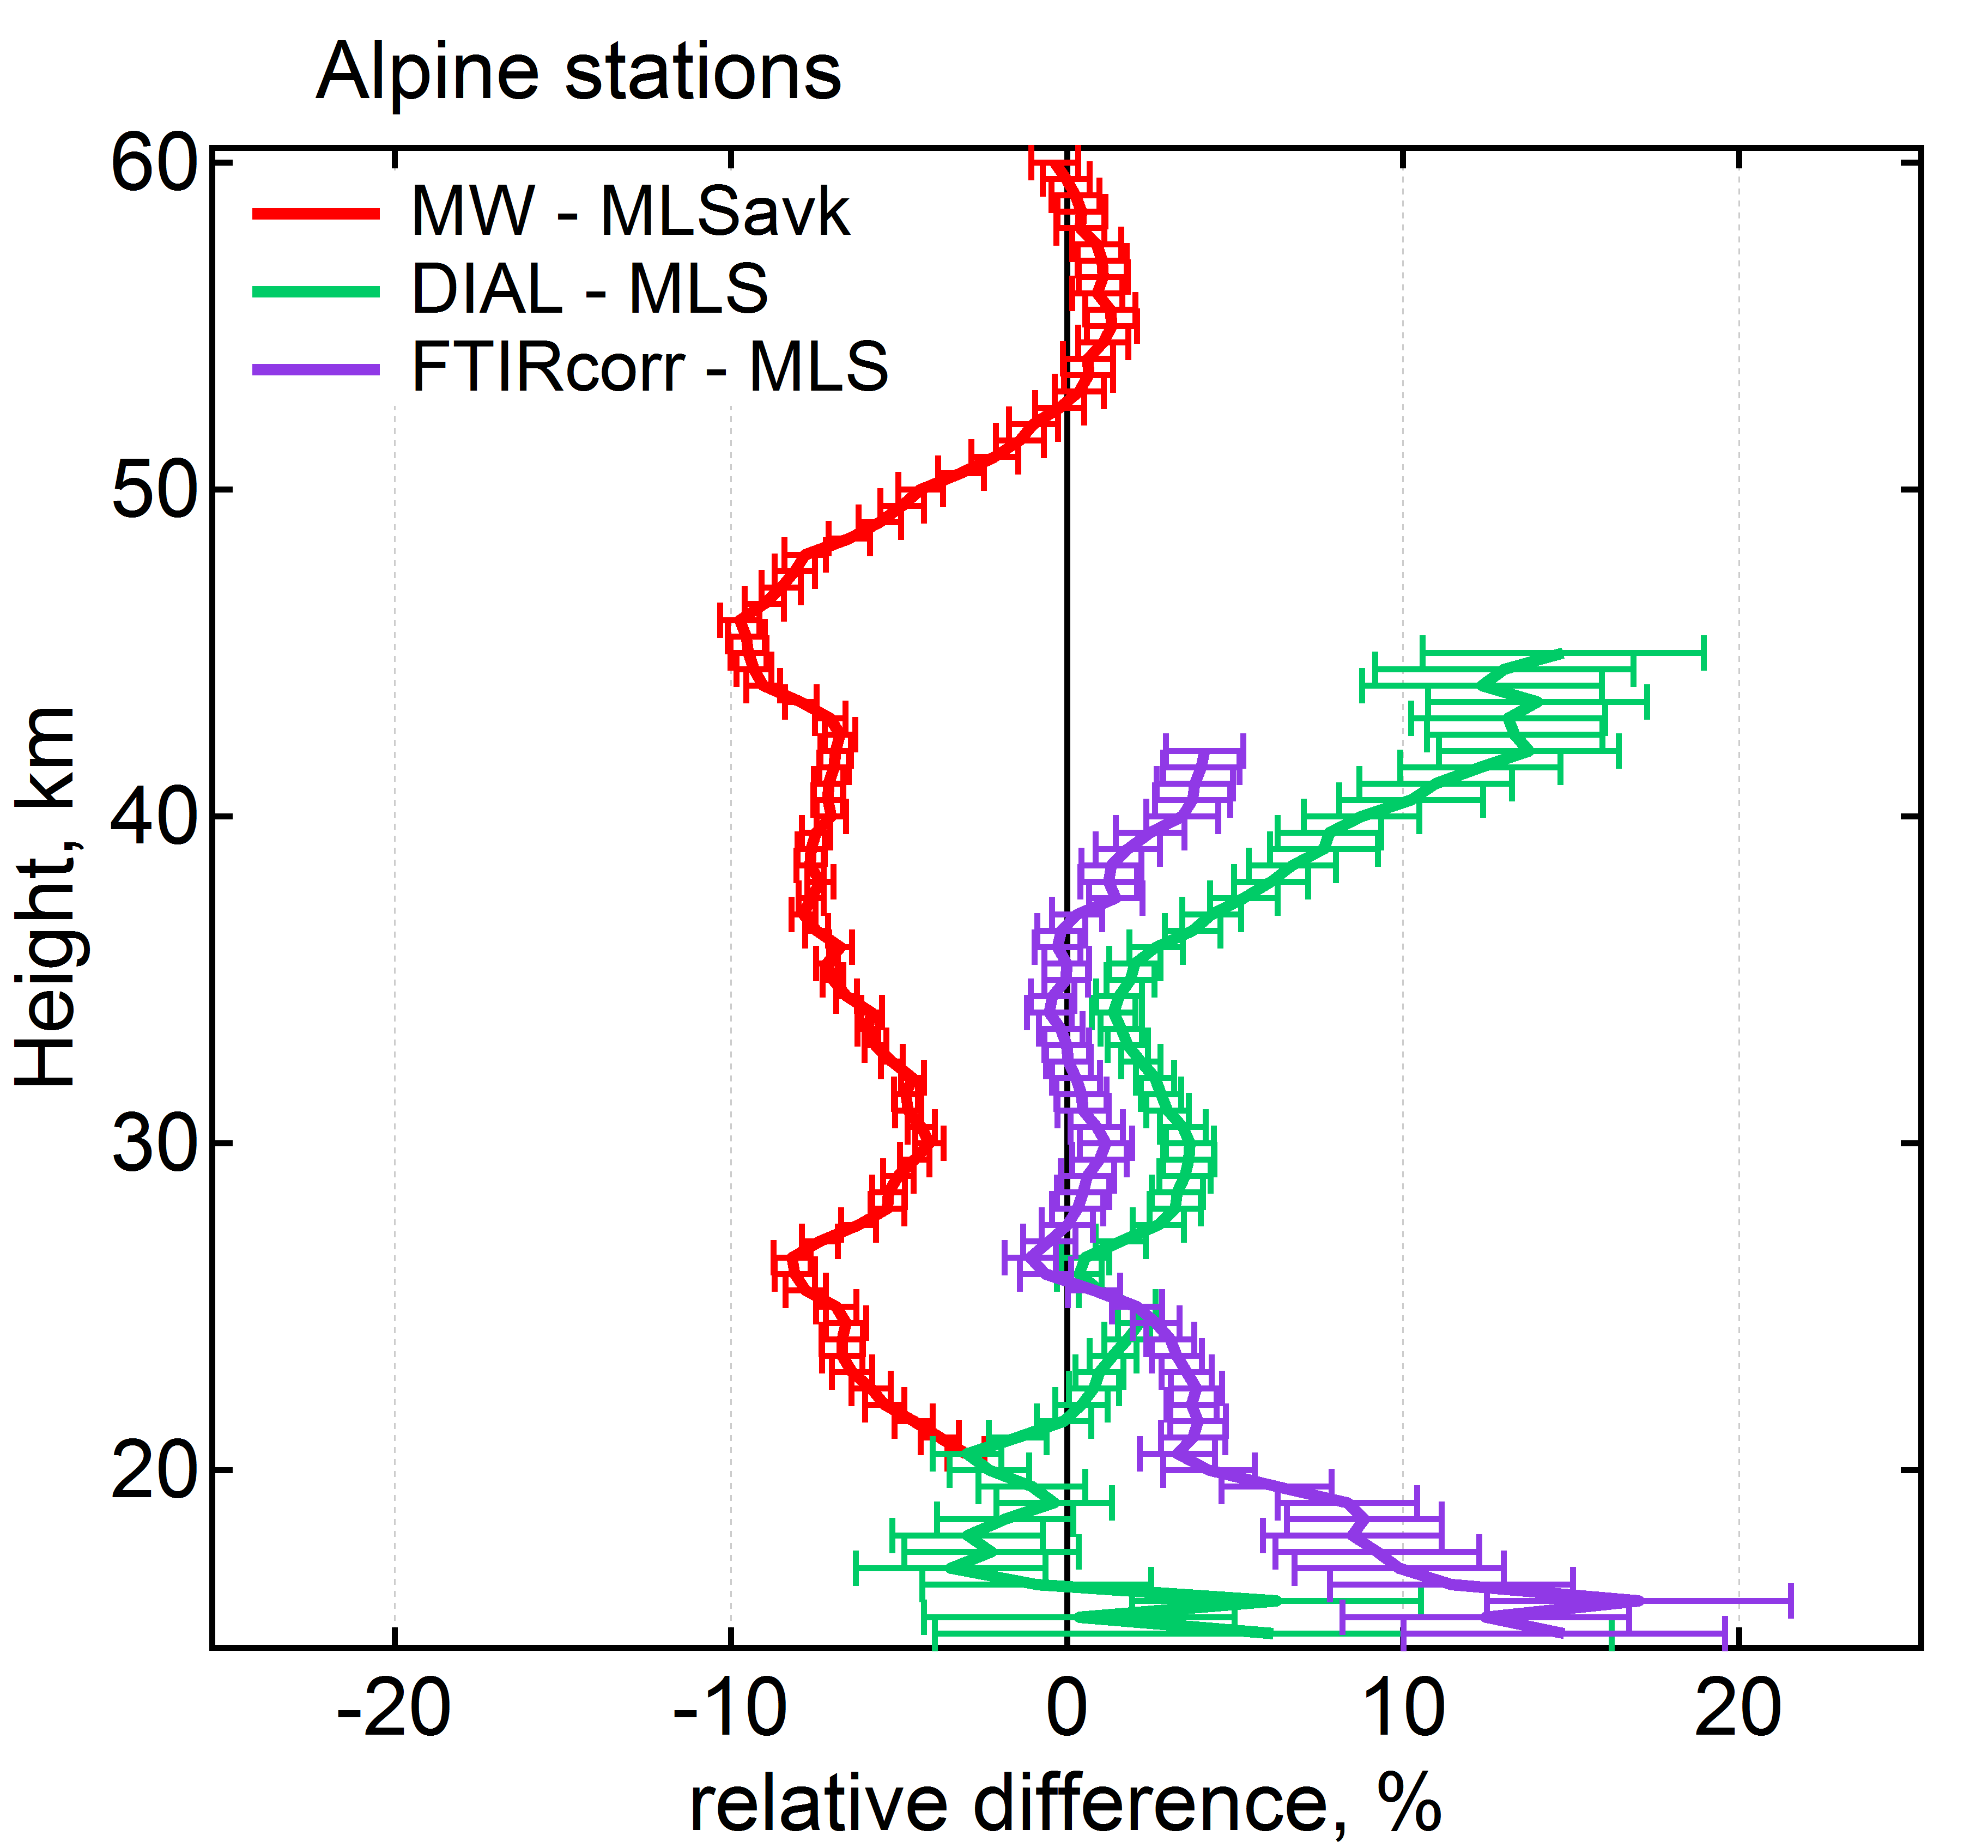 Alpine stations
60
MW - MLSavk
DIAL - MLS
FTIRcorr - MLS
50
40
30
20
Height, km
-20 -10 0 10 20
relative difference, %